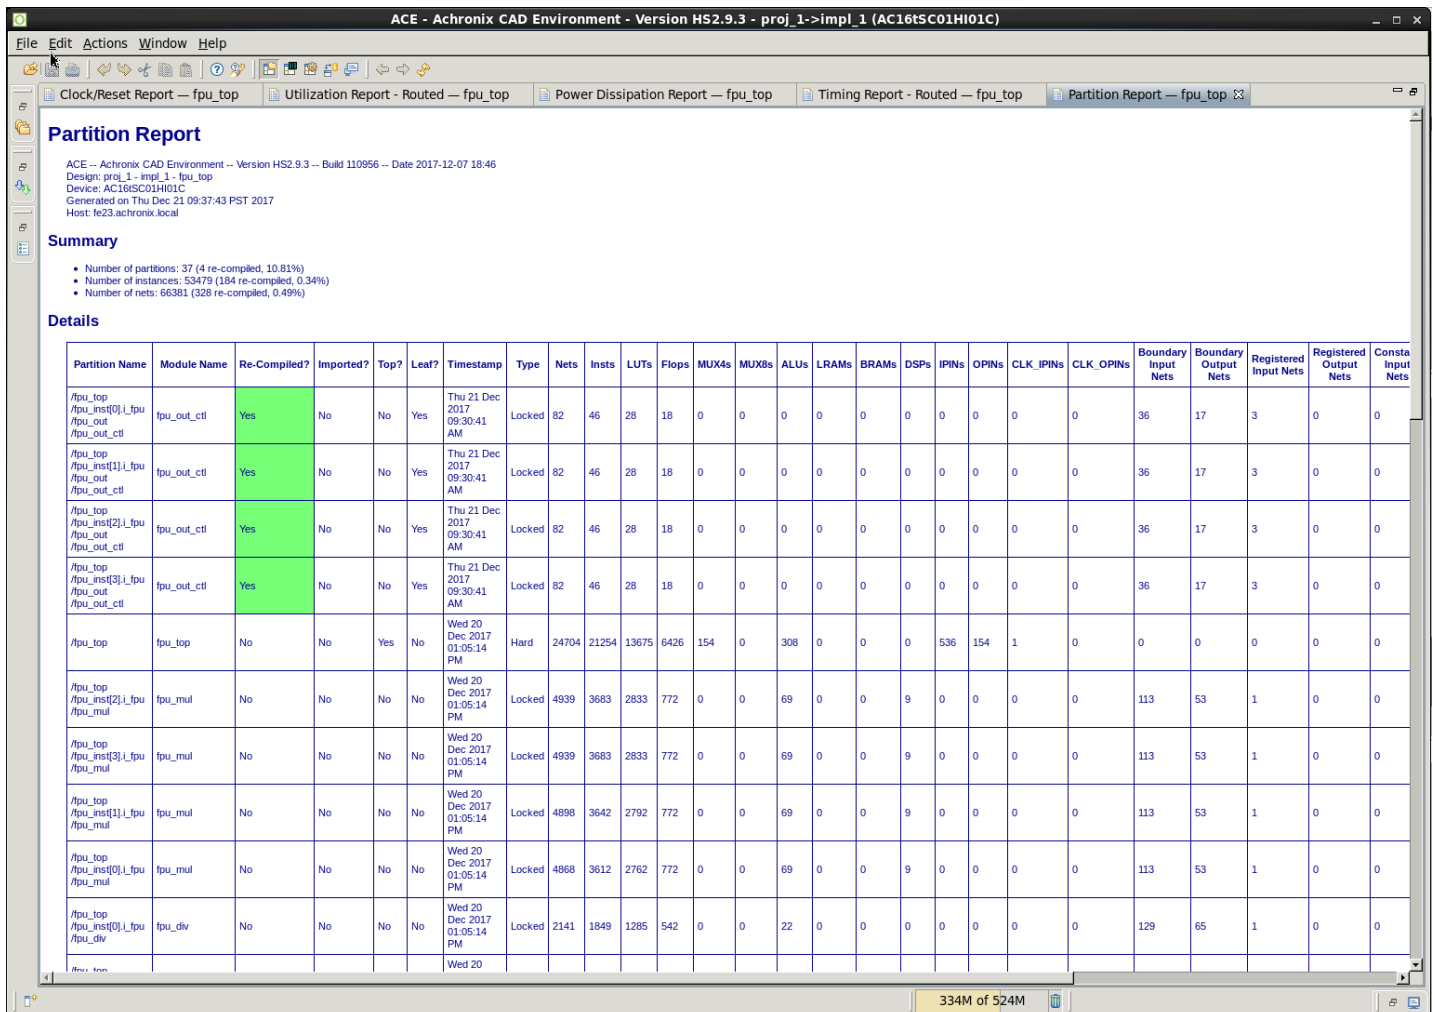 ACE - Achronix CAD Environment - Version HS2.9.3 - proj_1->impl_1 (AC16tSC01HI01C)
File Edit Actions Window Help
Clock/Reset Report — fpu_top Utilization Report - Routed — fpu_top Power Dissipation Report — fpu_top Timing Report - Routed — fpu_top Partition Report — fpu_top
Partition Report
ACE -- Achronix CAD Environment -- Version HS2.9.3 -- Build 110956 -- Date 2017-12-07 18:46
Design: proj_1 - impl_1 - fpu_top
Device: AC16tSC01HI01C
Generated on Thu Dec 21 09:37:43 PST 2017
Host: fe23.achronix.local
Summary
• Number of partitions: 37 (4 re-compiled, 10.81%)
• Number of instances: 53479 (184 re-compiled, 0.34%)
• Number of nets: 66381 (328 re-compiled, 0.49%)
Details
Partition Name Module Name Re-Compiled? Imported? Top? Leaf? Timestamp Type Nets Insts LUTs Flops MUX4s MUX8s ALUs LRAMs BRAMs DSPs IPINs OPINs CLK_IPINs CLK_OPINs Boundary Input Nets Boundary Output Nets Registered Input Nets Registered Output Nets Consta Input Nets
/fpu_top /fpu_inst[0].i_fpu /fpu_out /fpu_out_ctl fpu_out_ctl Yes No No Yes Thu 21 Dec 2017 09:30:41 AM Locked 82 46 28 18 0 0 0 0 0 0 0 0 0 0 36 17 3 0 0
/fpu_top /fpu_inst[1].i_fpu /fpu_out /fpu_out_ctl fpu_out_ctl Yes No No Yes Thu 21 Dec 2017 09:30:41 AM Locked 82 46 28 18 0 0 0 0 0 0 0 0 0 0 36 17 3 0 0
/fpu_top /fpu_inst[2].i_fpu /fpu_out /fpu_out_ctl fpu_out_ctl Yes No No Yes Thu 21 Dec 2017 09:30:41 AM Locked 82 46 28 18 0 0 0 0 0 0 0 0 0 0 36 17 3 0 0
/fpu_top /fpu_inst[3].i_fpu /fpu_out /fpu_out_ctl fpu_out_ctl Yes No No Yes Thu 21 Dec 2017 09:30:41 AM Locked 82 46 28 18 0 0 0 0 0 0 0 0 0 0 36 17 3 0 0
/fpu_top fpu_top No No Yes No Wed 20 Dec 2017 01:05:14 PM Hard 24704 21254 13675 6426 154 0 308 0 0 0 536 154 1 0 0 0 0 0 0
/fpu_top /fpu_inst[2].i_fpu /fpu_mul fpu_mul No No No No Wed 20 Dec 2017 01:05:14 PM Locked 4939 3683 2833 772 0 0 69 0 0 9 0 0 0 0 113 53 1 0 0
/fpu_top /fpu_inst[3].i_fpu /fpu_mul fpu_mul No No No No Wed 20 Dec 2017 01:05:14 PM Locked 4939 3683 2833 772 0 0 69 0 0 9 0 0 0 0 113 53 1 0 0
/fpu_top /fpu_inst[1].i_fpu /fpu_mul fpu_mul No No No No Wed 20 Dec 2017 01:05:14 PM Locked 4898 3642 2792 772 0 0 69 0 0 9 0 0 0 0 113 53 1 0 0
/fpu_top /fpu_inst[0].i_fpu /fpu_mul fpu_mul No No No No Wed 20 Dec 2017 01:05:14 PM Locked 4868 3612 2762 772 0 0 69 0 0 9 0 0 0 0 113 53 1 0 0
/fpu_top /fpu_inst[0].i_fpu /fpu_div fpu_div No No No No Wed 20 Dec 2017 01:05:14 PM Locked 2141 1849 1285 542 0 0 22 0 0 0 0 0 0 0 129 65 1 0 0
/fpu_top Wed 20
334M of 524M